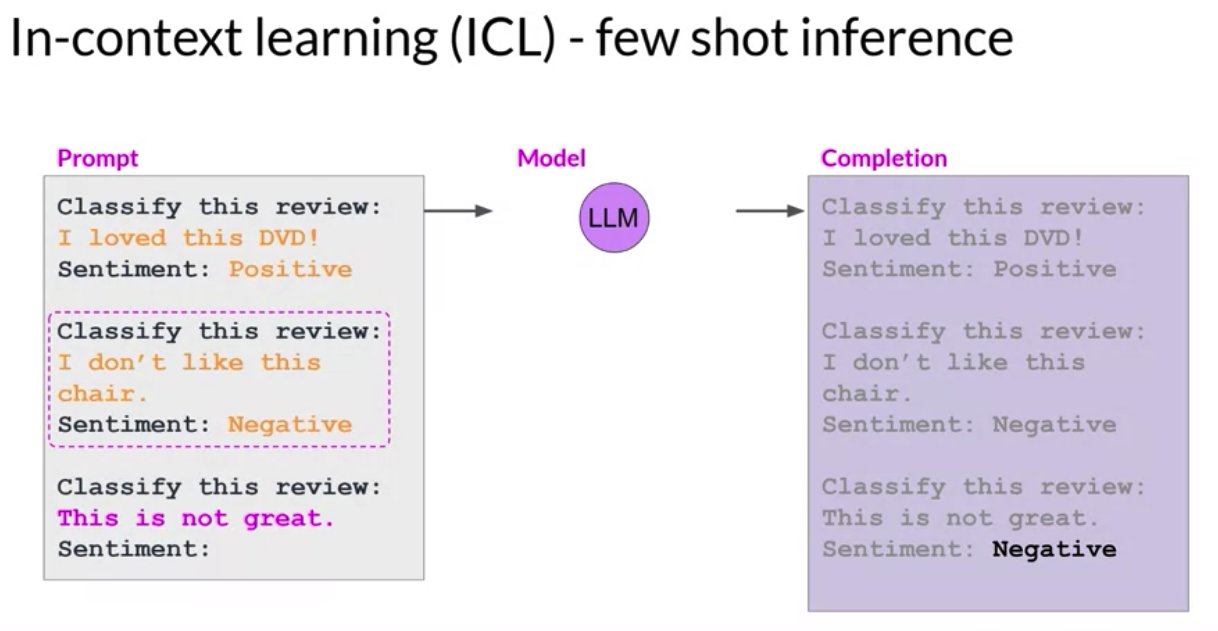 In-context learning (ICL) - few shot inference
Prompt
Classify this review:
I loved this DVD!
Sentiment: Positive
Classify this review:
I don't like this
chair.
Sentiment: Negative
Classify this review:
This is not great.
Sentiment:
Model
LLM
Completion
Classify this review:
I loved this DVD!
Sentiment: Positive
Classify this review:
I don't like this
chair.
Sentiment: Negative
Classify this review:
This is not great.
Sentiment: Negative